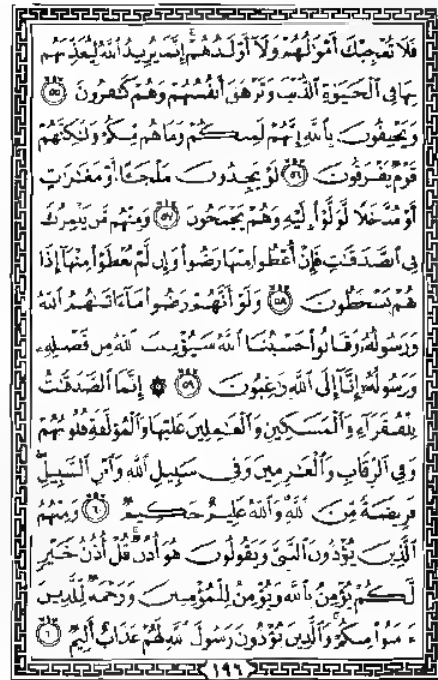 فَلَا تُعْجِبْكَ أَمْوَٰلُهُمْ وَلَآ أَوْلَٰدُهُمْ إِنَّمَا يُرِيدُ ٱللَّهُ لِيُعَذِّبَهُم
بِهَا فِى ٱلْحَيَوٰةِ ٱلدُّنْيَا وَتَزْهَقَ أَنفُسُهُمْ وَهُمْ كَٰفِرُونَ ٥٥
وَيَحْلِفُونَ بِٱللَّهِ إِنَّهُمْ لَمِنكُمْ وَمَا هُم مِّنكُمْ وَلَٰكِنَّهُمْ
قَوْمٌ يَفْرَقُونَ ٥٦ لَوْ يَجِدُونَ مَلْجَـًٔا أَوْ مَغَٰرَٰتٍ
أَوْ مُدَّخَلًا لَّوَلَّوْا۟ إِلَيْهِ وَهُمْ يَجْمَحُونَ ٥٧ وَمِنْهُم مَّن يَلْمِزُكَ
فِى ٱلصَّدَقَٰتِ فَإِنْ أُعْطُوا۟ مِنْهَا رَضُوا۟ وَإِن لَّمْ يُعْطَوْا۟ مِنْهَآ إِذَا
هُمْ يَسْخَطُونَ ٥٨ وَلَوْ أَنَّهُمْ رَضُوا۟ مَآ ءَاتَىٰهُمُ ٱللَّهُ
وَرَسُولُهُۥ وَقَالُوا۟ حَسْبُنَا ٱللَّهُ سَيُؤْتِينَا ٱللَّهُ مِن فَضْلِهِۦ
وَرَسُولُهُۥٓ إِنَّآ إِلَى ٱللَّهِ رَٰغِبُونَ ٥٩ ۞ إِنَّمَا ٱلصَّدَقَٰتُ
لِلْفُقَرَآءِ وَٱلْمَسَٰكِينِ وَٱلْعَٰمِلِينَ عَلَيْهَا وَٱلْمُؤَلَّفَةِ قُلُوبُهُمْ
وَفِى ٱلرِّقَابِ وَٱلْغَٰرِمِينَ وَفِى سَبِيلِ ٱللَّهِ وَٱبْنِ ٱلسَّبِيلِ
فَرِيضَةً مِّنَ ٱللَّهِ وَٱللَّهُ عَلِيمٌ حَكِيمٌ ٦٠ وَمِنْهُمُ
ٱلَّذِينَ يُؤْذُونَ ٱلنَّبِىَّ وَيَقُولُونَ هُوَ أُذُنٌ قُلْ أُذُنُ خَيْرٍ
لَّكُمْ يُؤْمِنُ بِٱللَّهِ وَيُؤْمِنُ لِلْمُؤْمِنِينَ وَرَحْمَةٌ لِّلَّذِينَ
ءَامَنُوا۟ مِنكُمْ وَٱلَّذِينَ يُؤْذُونَ رَسُولَ ٱللَّهِ لَهُمْ عَذَابٌ أَلِيمٌ ٦١
١٩٦